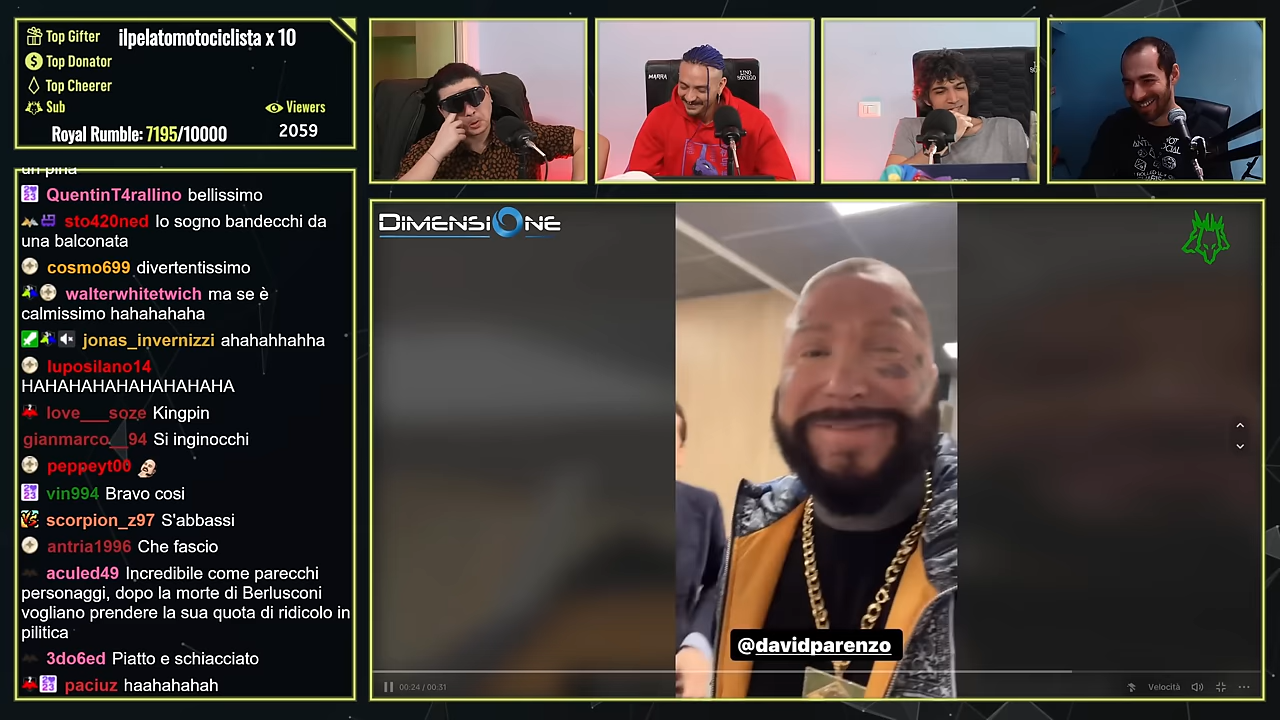 Top Gifter
ilpelatomotociclista x 10
Top Donator
Top Cheerer
Sub
Viewers
Royal Rumble: 7195/10000
2059
un pina
QuentinT4rallino bellissimo
sto420ned Io sogno bandecchi da
una balconata
cosmo699 divertentissimo
walterwhitetwich ma se è
calmissimo hahahahaha
jonas_invernizzi ahahahhahha
luposilano14
HAHAHAHAHAHAHAHAHA
love___soze Kingpin
gianmarco__94 Si inginocchi
peppeyt00
vin994 Bravo cosi
scorpion_z97 S'abbassi
antria1996 Che fascio
aculed49 Incredibile come parecchi
personaggi, dopo la morte di Berlusconi
vogliano prendere la sua quota di ridicolo in
pilitica
3do6ed Piatto e schiacciato
paciuz haahahahah
MARRA
DIMENSIONE
@davidparenzo
00:24 / 00:31
Velocità